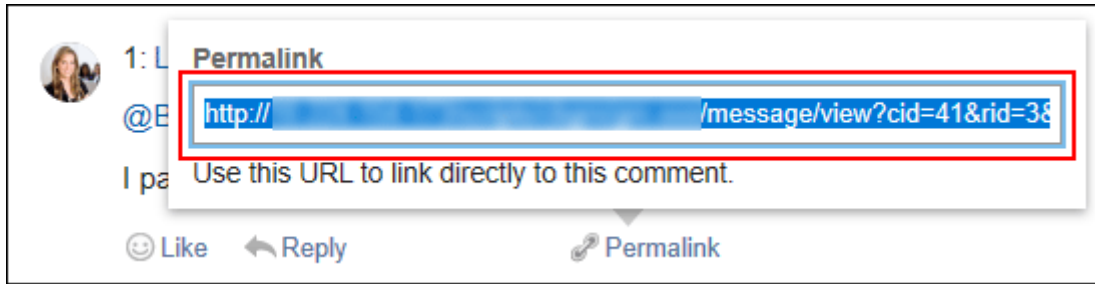 1: L
Permalink
@B
http:// /message/view?cid=41&rid=3&
I pa
Use this URL to link directly to this comment.
Like Reply Permalink